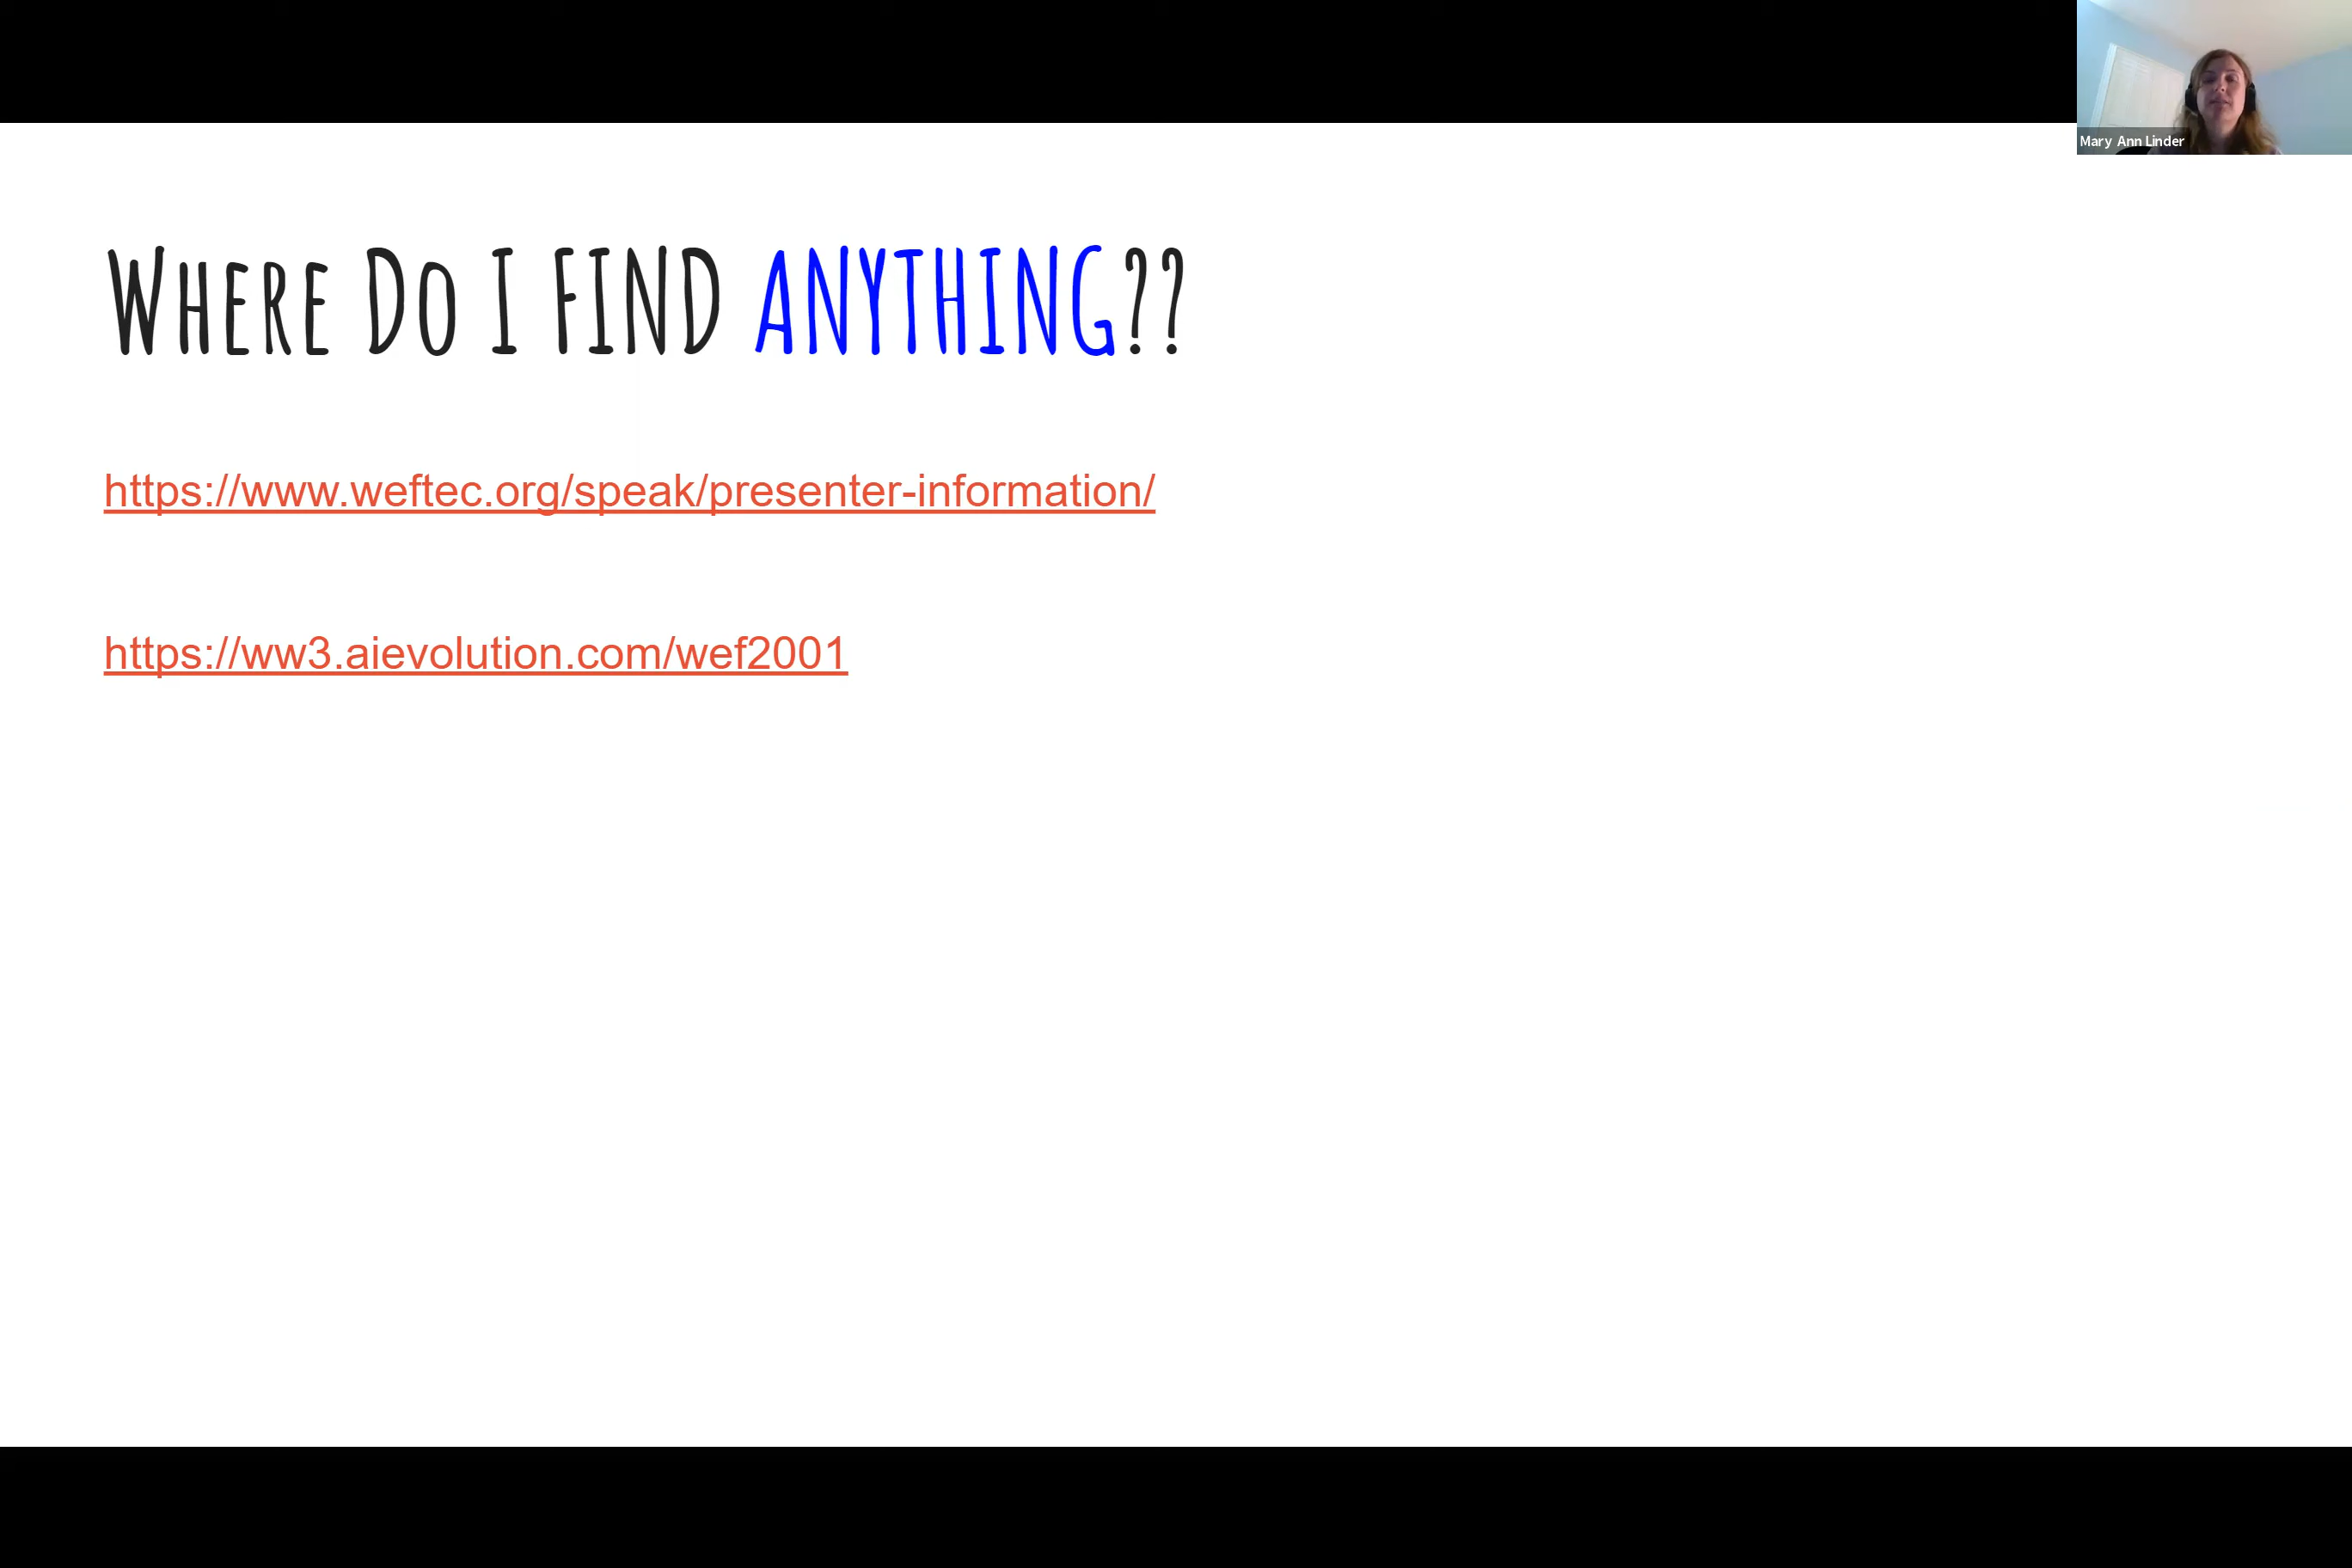 Mary Ann Linder
WHERE DO I FIND ANYTHING??
https://www.weftec.org/speak/presenter-information/
https://ww3.aievolution.com/wef2001